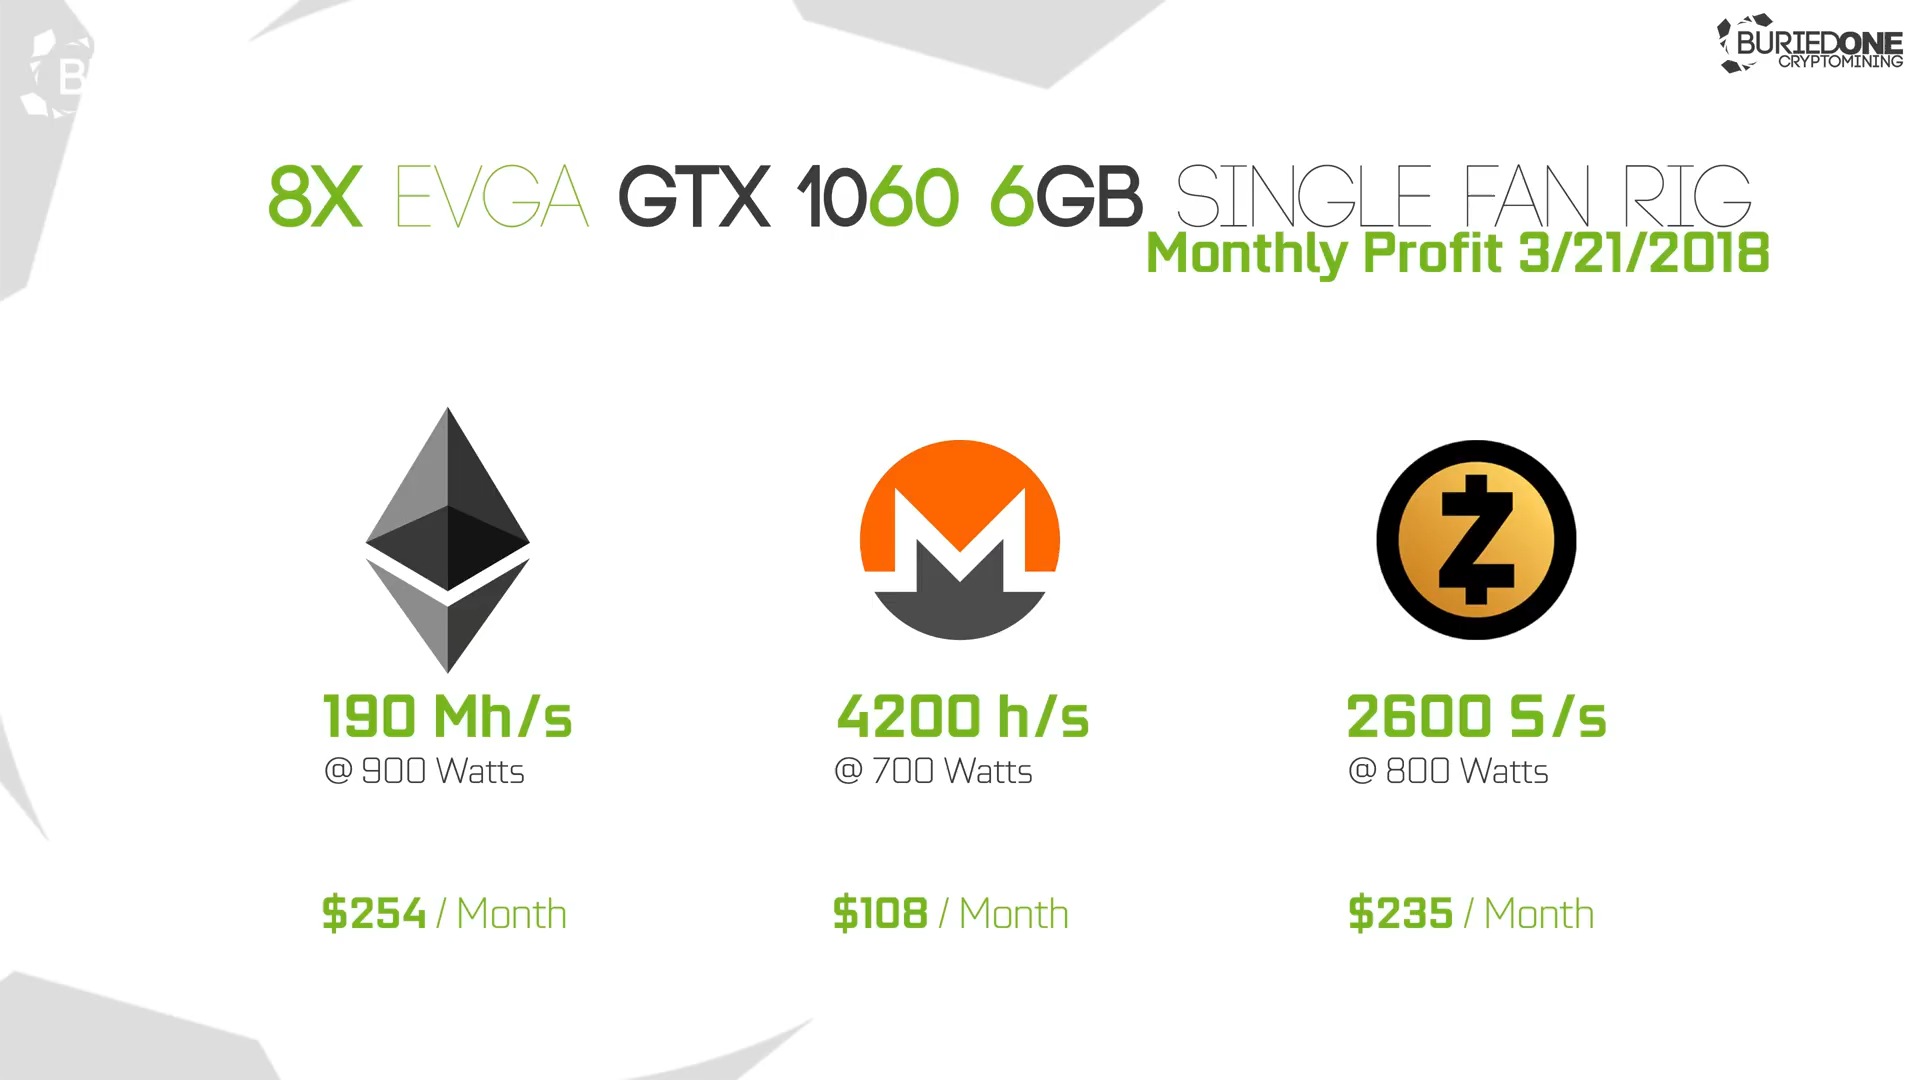 BURIEDONE
CRYPTOMINING
B
8X EVGA GTX 1060 6GB SINGLE FAN RIG
Monthly Profit 3/21/2018
190 Mh/s
@ 900 Watts
$254 / Month
4200 h/s
@ 700 Watts
$108 / Month
2600 S/s
@ 800 Watts
$235 / Month